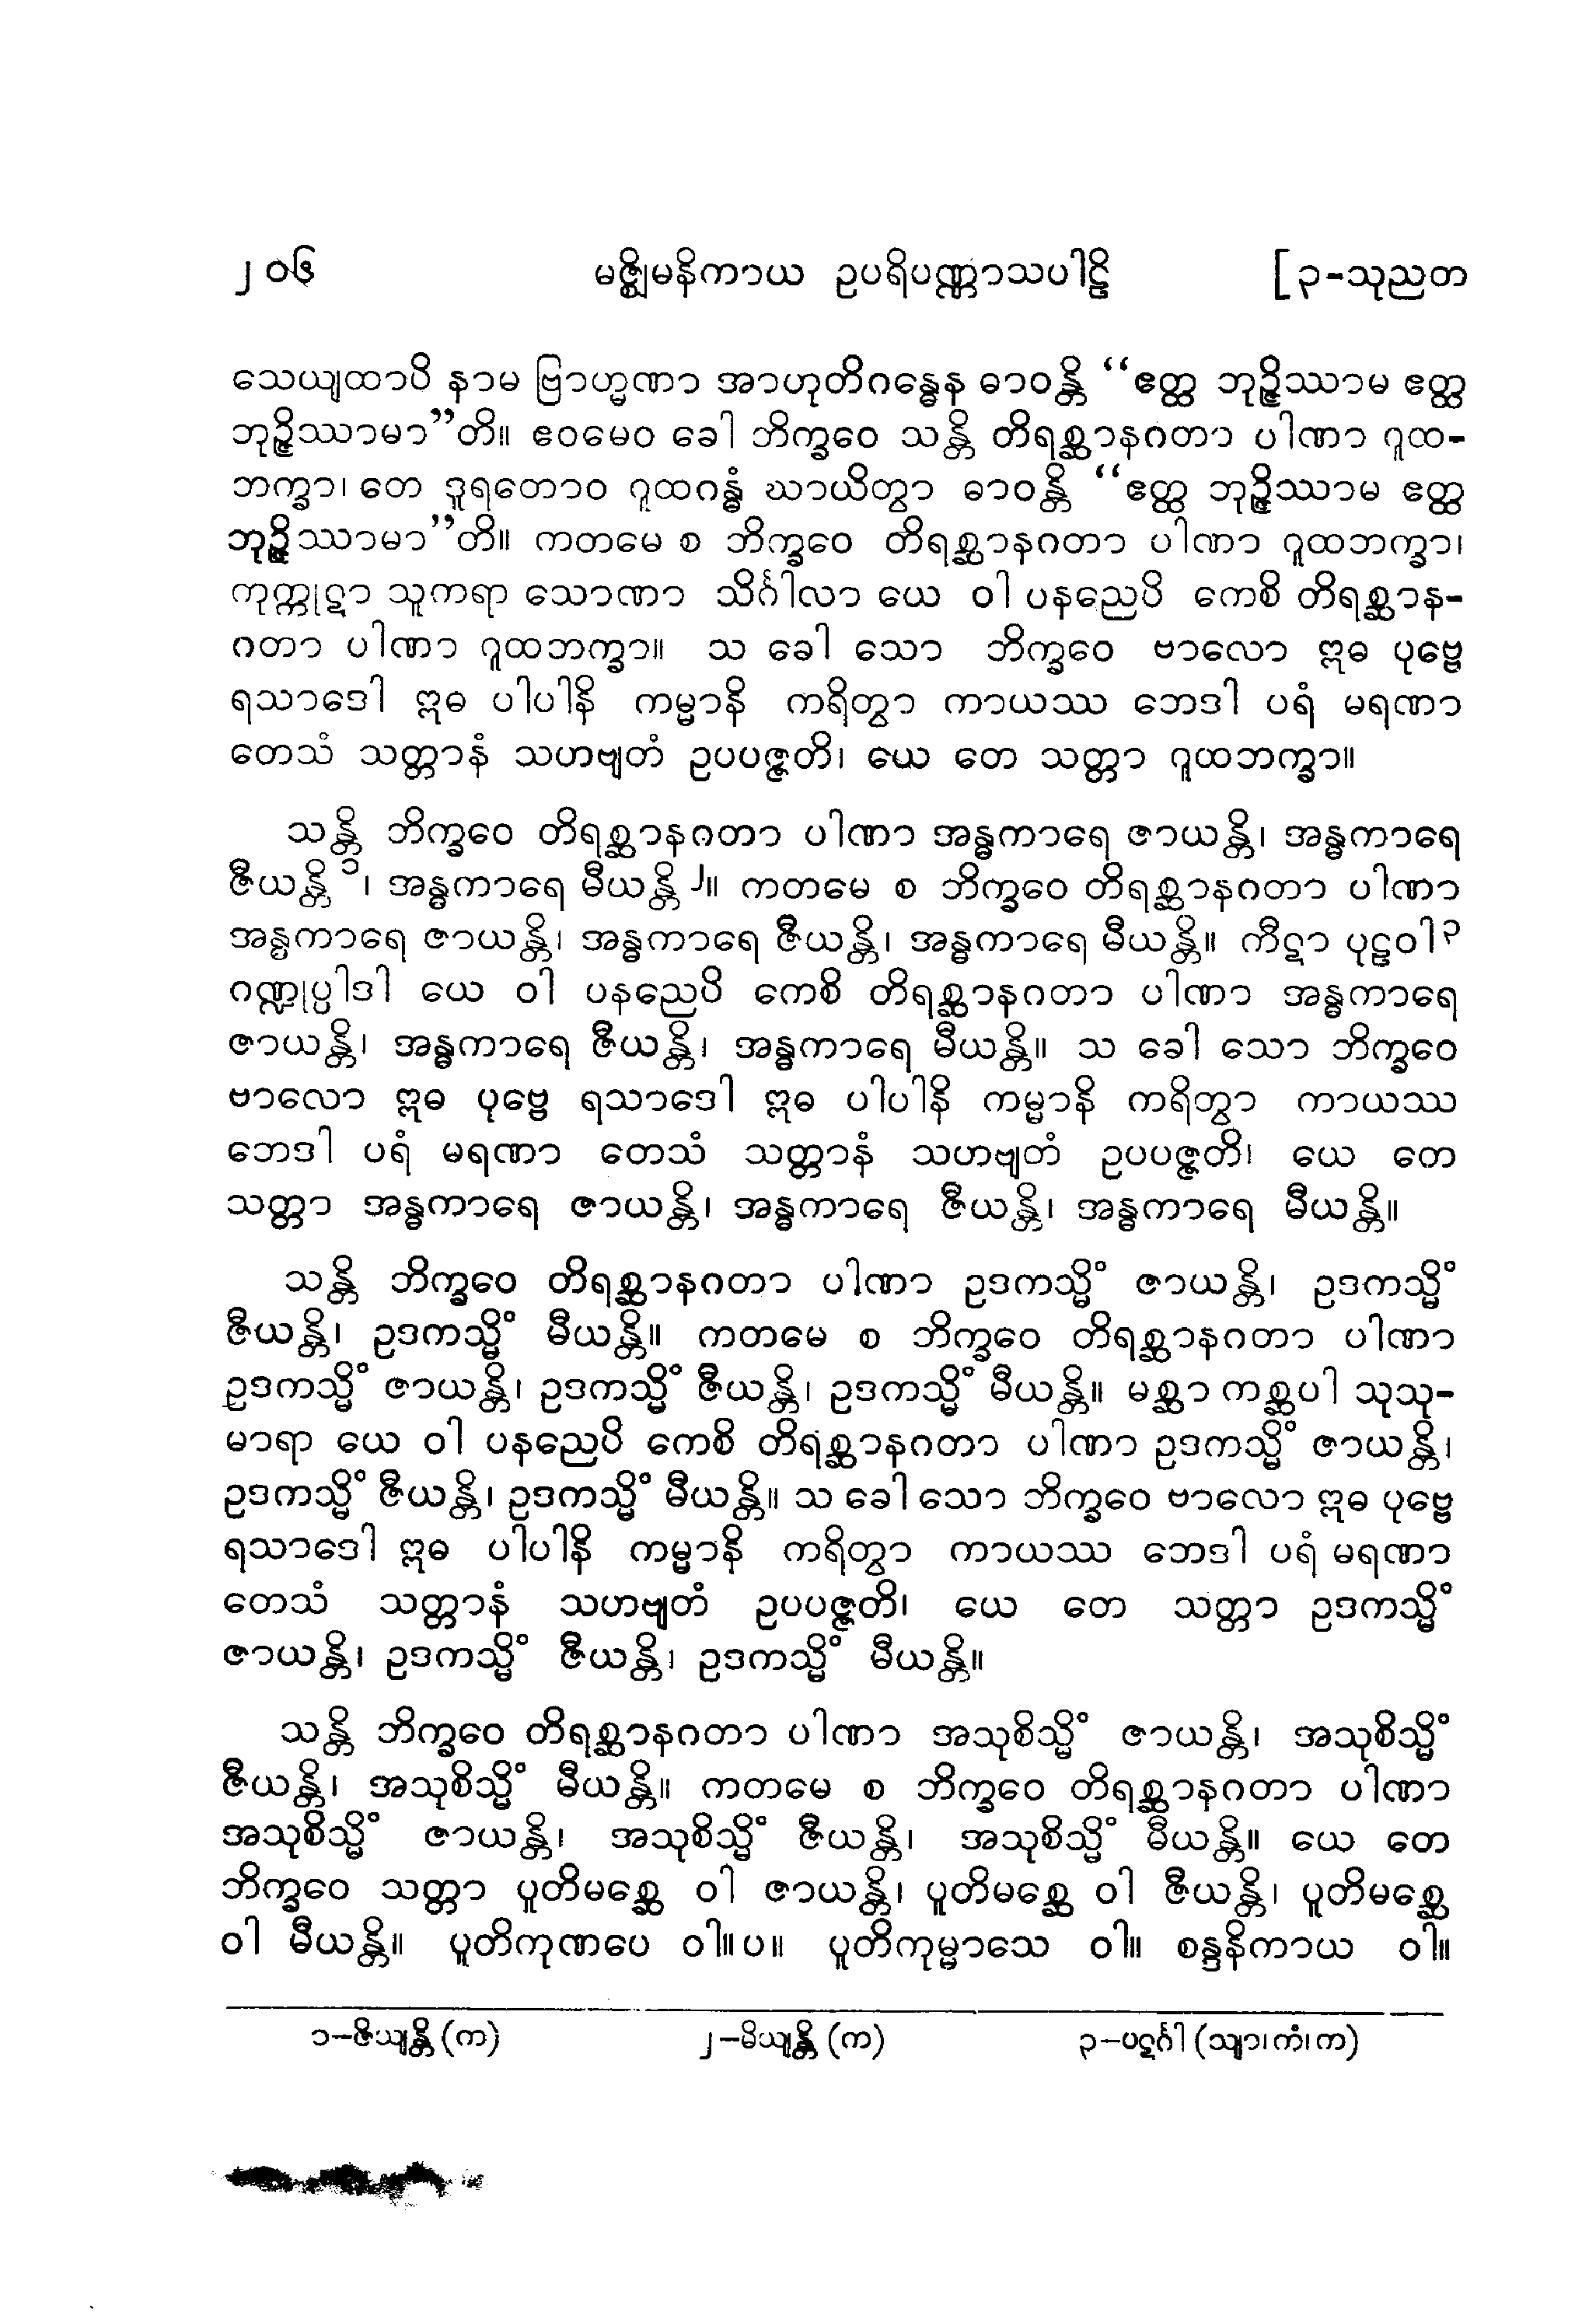 ၂၀၆ မဇ္ဈိမနိကာယ ဥပရိပဏ္ဏာသပါဠိ [၃-သုညတ
သေယျထာပိ နာမ ဗြာဟ္မဏာ အာဟုတိဂန္ဓေန ဓာဝန္တိ “ဧတ္ထ ဘုဉ္ဇိဿာမ ဧတ္ထ
ဘုဉ္ဇိဿာမာ”တိ။ ဧဝမေဝ ခေါ ဘိက္ခဝေ သန္တိ တိရစ္ဆာနဂတာ ပါဏာ ဂူထ-
ဘက္ခာ၊ တေ ဒူရတောဝ ဂူထဂန္ဓံ ဃာယိတွာ ဓာဝန္တိ “ဧတ္ထ ဘုဉ္ဇိဿာမ ဧတ္ထ
ဘုဉ္ဇိဿာမာ”တိ။ ကတမေ စ ဘိက္ခဝေ တိရစ္ဆာနဂတာ ပါဏာ ဂူထဘက္ခာ၊
ကုက္ကုဋာ သူကရာ သောဏာ သိင်္ဂါလာ ယေ ဝါ ပနညေပိ ကေစိ တိရစ္ဆာန-
ဂတာ ပါဏာ ဂူထဘက္ခာ။ သ ခေါ သော ဘိက္ခဝေ ဗာလော ဣဓ ပုဗ္ဗေ
ရသာဒေါ ဣဓ ပါပါနိ ကမ္မာနိ ကရိတွာ ကာယဿ ဘေဒါ ပရံ မရဏာ
တေသံ သတ္တာနံ သဟဗျတံ ဥပပဇ္ဇတိ၊ ယေ တေ သတ္တာ ဂူထဘက္ခာ။
သန္တိ ဘိက္ခဝေ တိရစ္ဆာနဂတာ ပါဏာ အန္ဓကာရေ ဇာယန္တိ၊ အန္ဓကာရေ
ဇီယန္တိ ၁၊ အန္ဓကာရေ မီယန္တိ ၂။ ကတမေ စ ဘိက္ခဝေ တိရစ္ဆာနဂတာ ပါဏာ
အန္ဓကာရေ ဇာယန္တိ၊ အန္ဓကာရေ ဇီယန္တိ၊ အန္ဓကာရေ မီယန္တိ။ ကီဋာ ပုဠဝါ ၃
ဂဏ္ဍုပ္ပါဒါ ယေ ဝါ ပနညေပိ ကေစိ တိရစ္ဆာနဂတာ ပါဏာ အန္ဓကာရေ
ဇာယန္တိ၊ အန္ဓကာရေ ဇီယန္တိ၊ အန္ဓကာရေ မီယန္တိ။ သ ခေါ သော ဘိက္ခဝေ
ဗာလော ဣဓ ပုဗ္ဗေ ရသာဒေါ ဣဓ ပါပါနိ ကမ္မာနိ ကရိတွာ ကာယဿ
ဘေဒါ ပရံ မရဏာ တေသံ သတ္တာနံ သဟဗျတံ ဥပပဇ္ဇတိ၊ ယေ တေ
သတ္တာ အန္ဓကာရေ ဇာယန္တိ၊ အန္ဓကာရေ ဇီယန္တိ၊ အန္ဓကာရေ မီယန္တိ။
သန္တိ ဘိက္ခဝေ တိရစ္ဆာနဂတာ ပါဏာ ဥဒကသ္မိံ ဇာယန္တိ၊ ဥဒကသ္မိံ
ဇီယန္တိ၊ ဥဒကသ္မိံ မီယန္တိ။ ကတမေ စ ဘိက္ခဝေ တိရစ္ဆာနဂတာ ပါဏာ
ဥဒကသ္မိံ ဇာယန္တိ၊ ဥဒကသ္မိံ ဇီယန္တိ၊ ဥဒကသ္မိံ မီယန္တိ။ မစ္ဆာ ကစ္ဆပါ သုသု-
မာရာ ယေ ဝါ ပနညေပိ ကေစိ တိရစ္ဆာနဂတာ ပါဏာ ဥဒကသ္မိံ ဇာယန္တိ၊
ဥဒကသ္မိံ ဇီယန္တိ၊ ဥဒကသ္မိံ မီယန္တိ။ သ ခေါ သော ဘိက္ခဝေ ဗာလော ဣဓ ပုဗ္ဗေ
ရသာဒေါ ဣဓ ပါပါနိ ကမ္မာနိ ကရိတွာ ကာယဿ ဘေဒါ ပရံ မရဏာ
တေသံ သတ္တာနံ သဟဗျတံ ဥပပဇ္ဇတိ၊ ယေ တေ သတ္တာ ဥဒကသ္မိံ
ဇာယန္တိ၊ ဥဒကသ္မိံ ဇီယန္တိ၊ ဥဒကသ္မိံ မီယန္တိ။
သန္တိ ဘိက္ခဝေ တိရစ္ဆာနဂတာ ပါဏာ အသုစိသ္မိံ ဇာယန္တိ၊ အသုစိသ္မိံ
ဇီယန္တိ၊ အသုစိသ္မိံ မီယန္တိ။ ကတမေ စ ဘိက္ခဝေ တိရစ္ဆာနဂတာ ပါဏာ
အသုစိသ္မိံ ဇာယန္တိ၊ အသုစိသ္မိံ ဇီယန္တိ၊ အသုစိသ္မိံ မီယန္တိ။ ယေ တေ
ဘိက္ခဝေ သတ္တာ ပူတိမစ္ဆေ ဝါ ဇာယန္တိ၊ ပူတိမစ္ဆေ ဝါ ဇီယန္တိ၊ ပူတိမစ္ဆေ
ဝါ မီယန္တိ။ ပူတိကုဏပေ ဝါ။ပ။ ပူတိကုမ္မာသေ ဝါ။ စန္ဒနိကာယ ဝါ။
၁-ဇိယျန္တိ (က) ၂-မိယျန္တိ (က) ၃-ပဋင်္ဂါ (သျာ၊ကံ၊က)